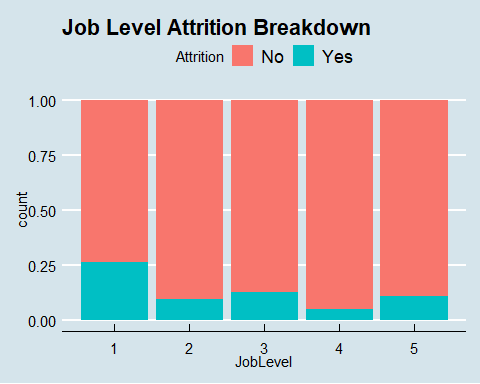 Job Level Attrition Breakdown
Attrition No Yes
1.00
0.75
0.50
0.25
0.00
count
1 2 3 4 5
JobLevel